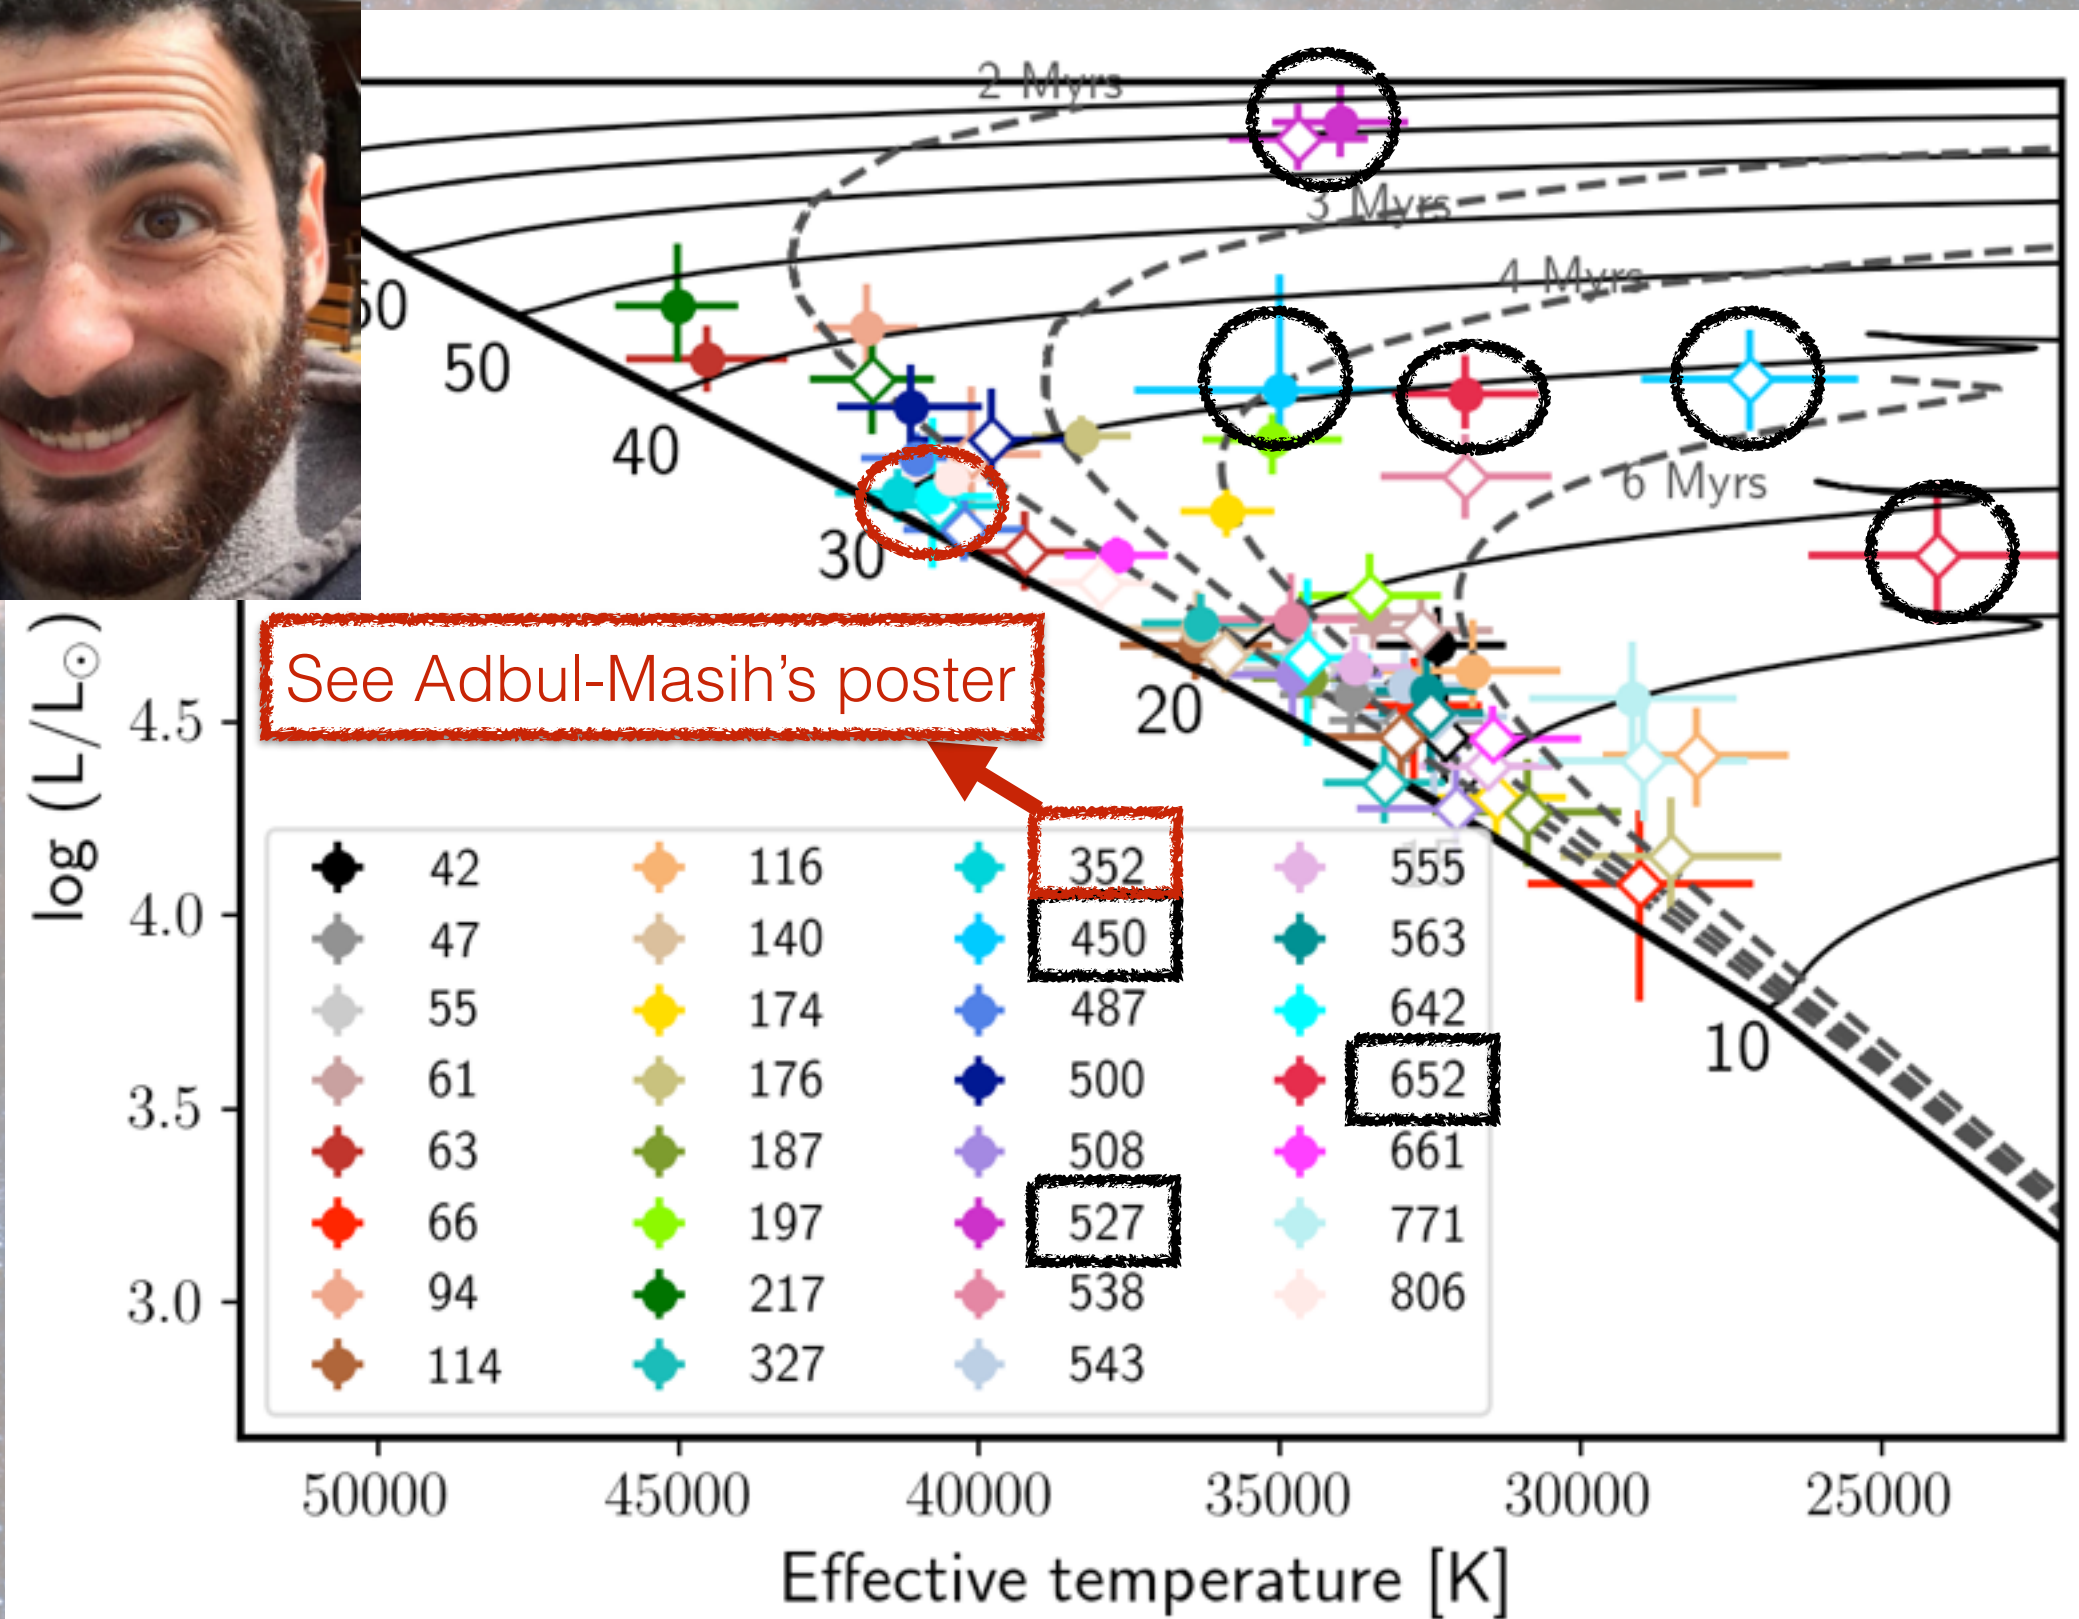 2 Myrs
3 Myrs
4 Myrs
6 Myrs
60
50
40
30
20
10
See Adbul-Masih's poster
log (L/L☉)
4.5
4.0
3.5
3.0
42 116 352 555
47 140 450 563
55 174 487 642
61 176 500 652
63 187 508 661
66 197 527 771
94 217 538 806
114 327 543
50000 45000 40000 35000 30000 25000
Effective temperature [K]